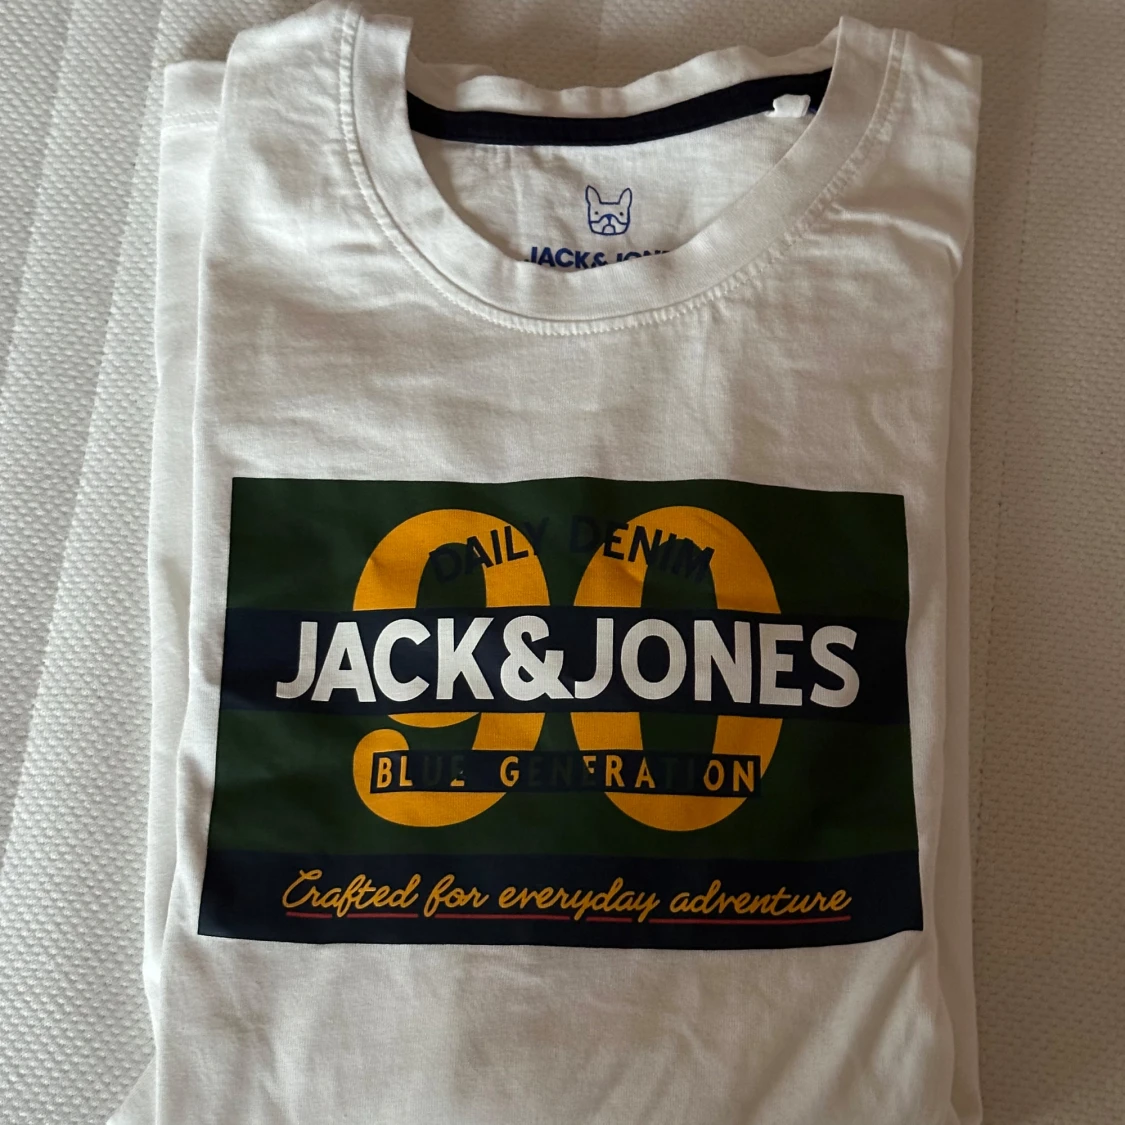 JACK & JONES
DAILY DENIM
90
JACK&JONES
BLUE GENERATION
Crafted for everyday adventure